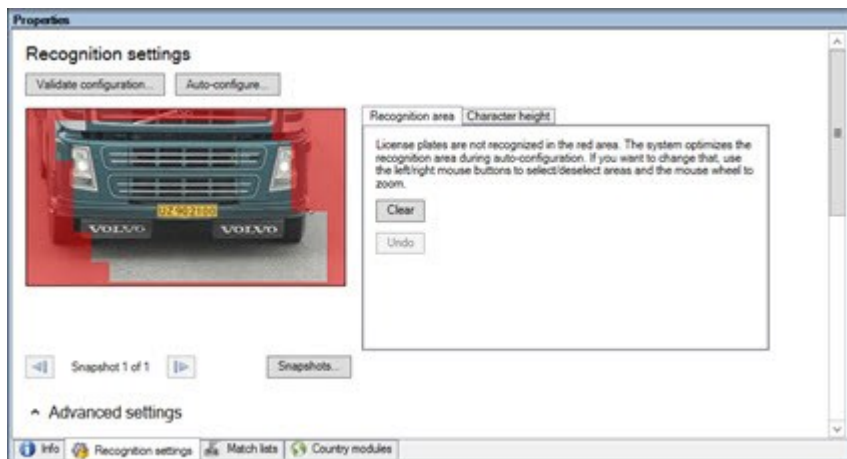 Properties
Recognition settings
Validate configuration...
Auto-configure...
UZ 902100
VOLVO
VOLVO
Recognition area
Character height
License plates are not recognized in the red area. The system optimizes the
recognition area during auto-configuration. If you want to change that, use
the left/right mouse buttons to select/deselect areas and the mouse wheel to
zoom.
Clear
Undo
Snapshot 1 of 1
Snapshots...
Advanced settings
Info
Recognition settings
Match lists
Country modules